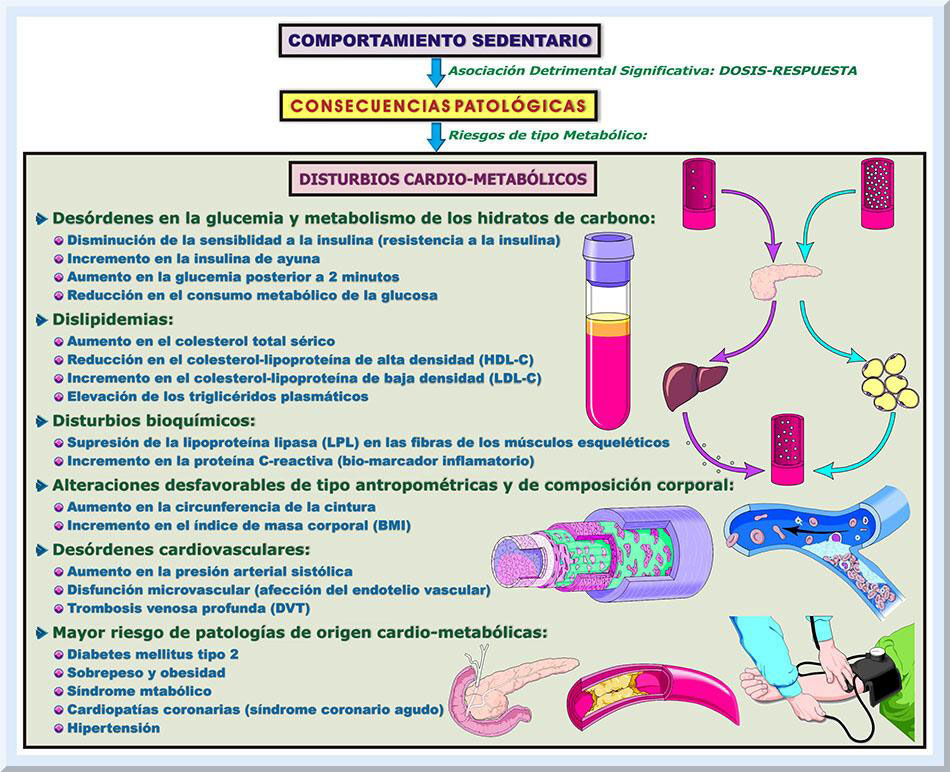 COMPORTAMIENTO SEDENTARIO
Asociación Detrimental Significativa: DOSIS-RESPUESTA
CONSECUENCIAS PATOLÓGICAS
Riesgos de tipo Metabólico:
DISTURBIOS CARDIO-METABÓLICOS
Desórdenes en la glucemia y metabolismo de los hidratos de carbono:
Disminución de la sensiblidad a la insulina (resistencia a la insulina)
Incremento en la insulina de ayuna
Aumento en la glucemia posterior a 2 minutos
Reducción en el consumo metabólico de la glucosa
Dislipidemias:
Aumento en el colesterol total sérico
Reducción en el colesterol-lipoproteína de alta densidad (HDL-C)
Incremento en el colesterol-lipoproteína de baja densidad (LDL-C)
Elevación de los triglicéridos plasmáticos
Disturbios bioquímicos:
Supresión de la lipoproteína lipasa (LPL) en las fibras de los músculos esqueléticos
Incremento en la proteína C-reactiva (bio-marcador inflamatorio)
Alteraciones desfavorables de tipo antropométricas y de composición corporal:
Aumento en la circunferencia de la cintura
Incremento en el índice de masa corporal (BMI)
Desórdenes cardiovasculares:
Aumento en la presión arterial sistólica
Disfunción microvascular (afección del endotelio vascular)
Trombosis venosa profunda (DVT)
Mayor riesgo de patologías de origen cardio-metabólicas:
Diabetes mellitus tipo 2
Sobrepeso y obesidad
Síndrome mtabólico
Cardiopatías coronarias (síndrome coronario agudo)
Hipertensión